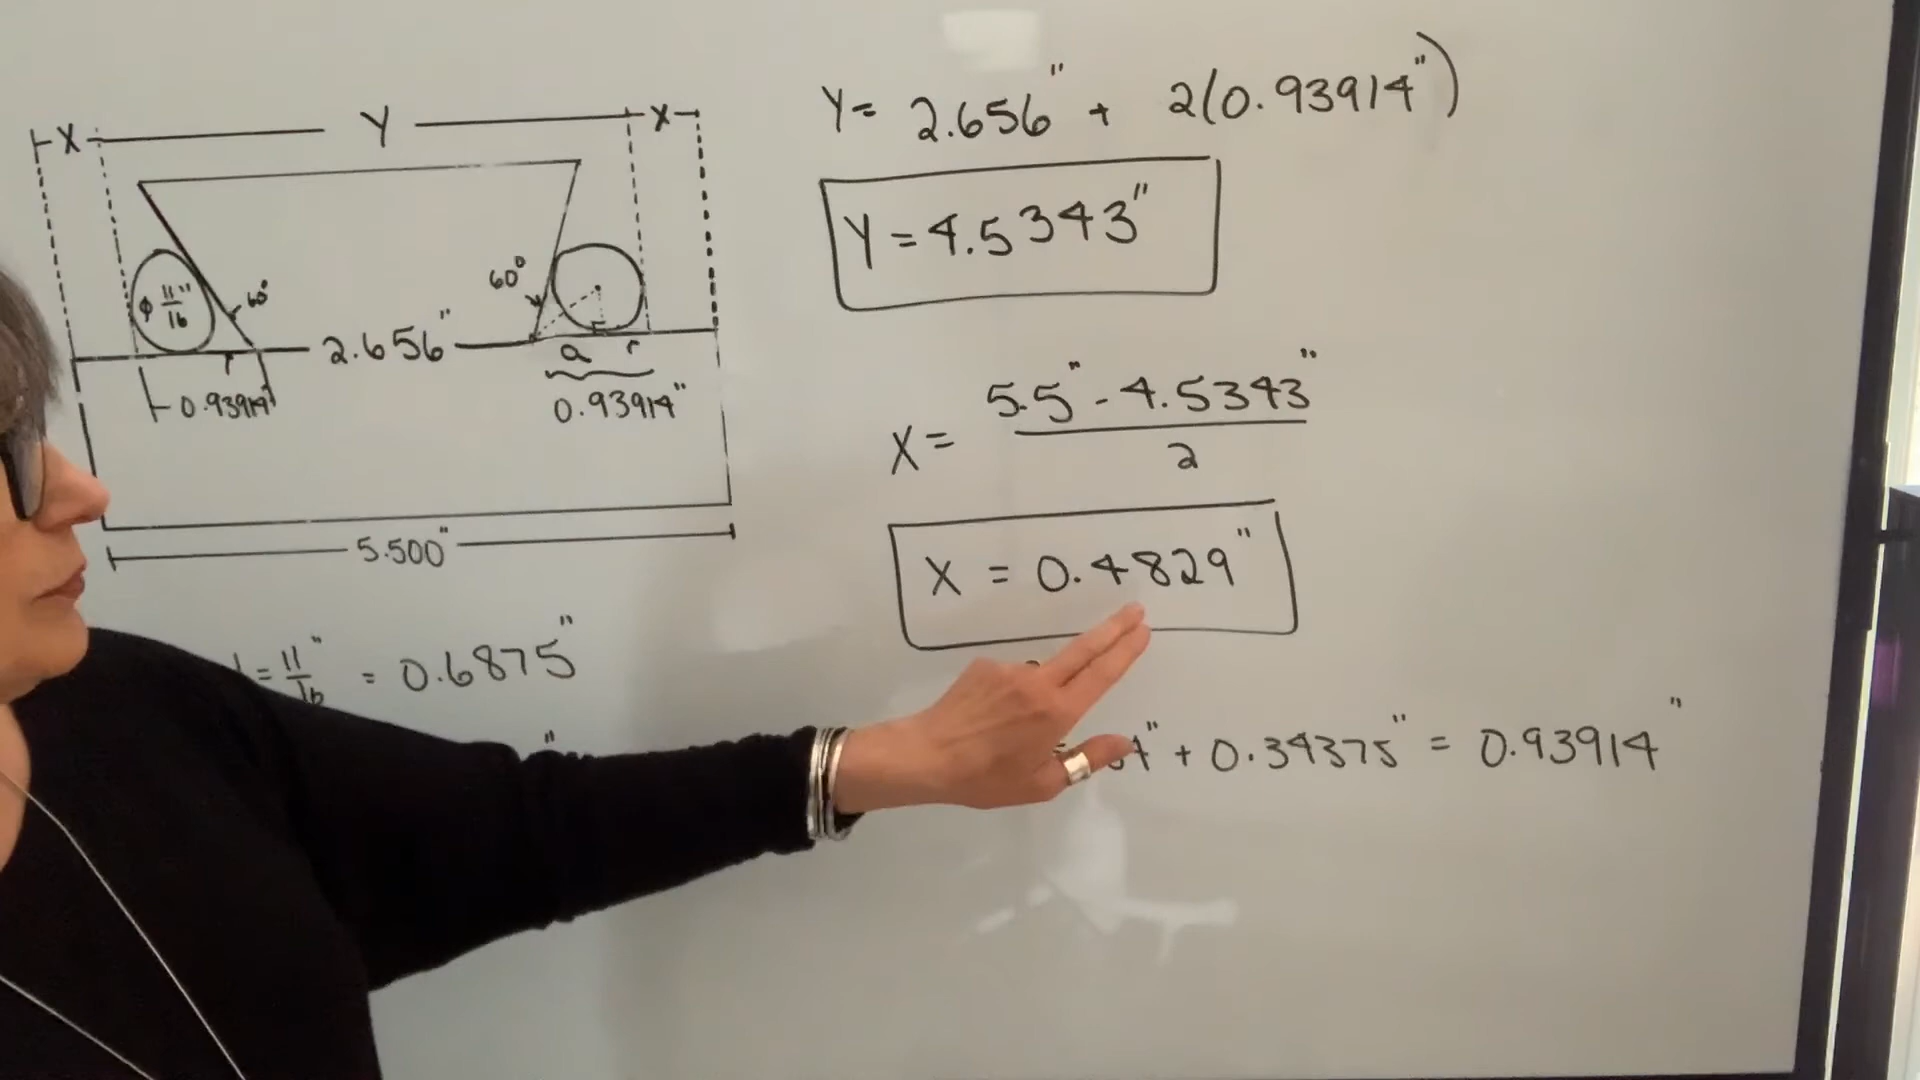 X Y X
Y = 2.656" + 2(0.93914")
Y = 4.5343"
60°
φ 11"/16
60°
2.656"
a r
0.93914"
0.93914"
X = 5.5" - 4.5343" / 2
X = 0.4829"
5.500"
= 11"/16 = 0.6875"
4" + 0.34375" = 0.93914"